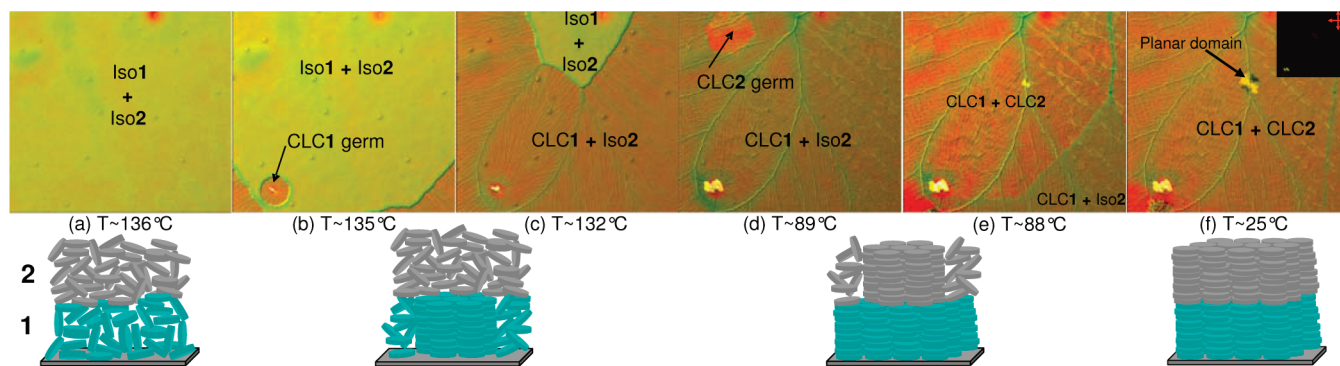 Iso1
+
Iso2
Iso1 + Iso2
CLC1 germ
Iso1
+
Iso2
CLC1 + Iso2
CLC2 germ
CLC1 + Iso2
CLC1 + CLC2
CLC1 + Iso2
Planar domain
CLC1 + CLC2
(a) T~136°C
(b) T~135°C
(c) T~132°C
(d) T~89°C
(e) T~88°C
(f) T~25°C
2
1